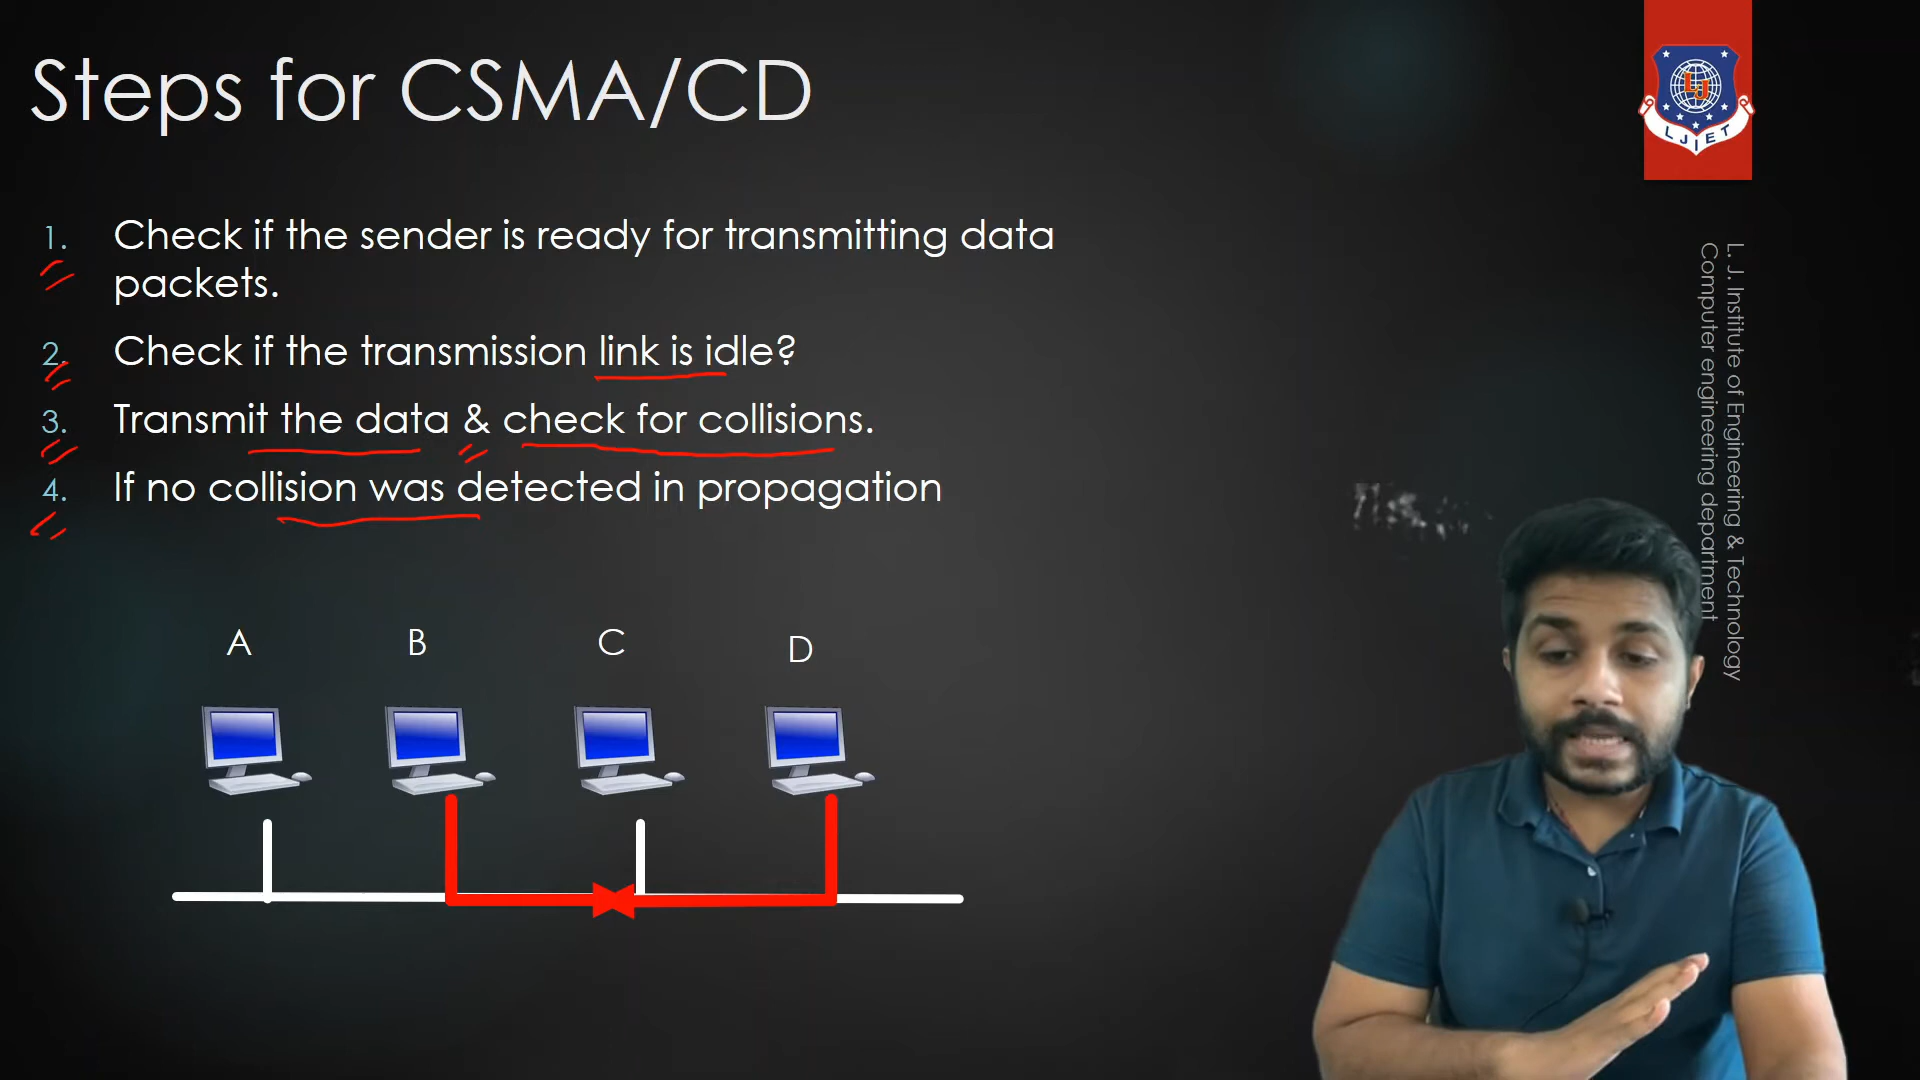 Steps for CSMA/CD
1. Check if the sender is ready for transmitting data
packets.
2. Check if the transmission link is idle?
3. Transmit the data & check for collisions.
4. If no collision was detected in propagation
A B C D
LJ
LJIET
L. J. Institute of Engineering & Technology
Computer engineering department